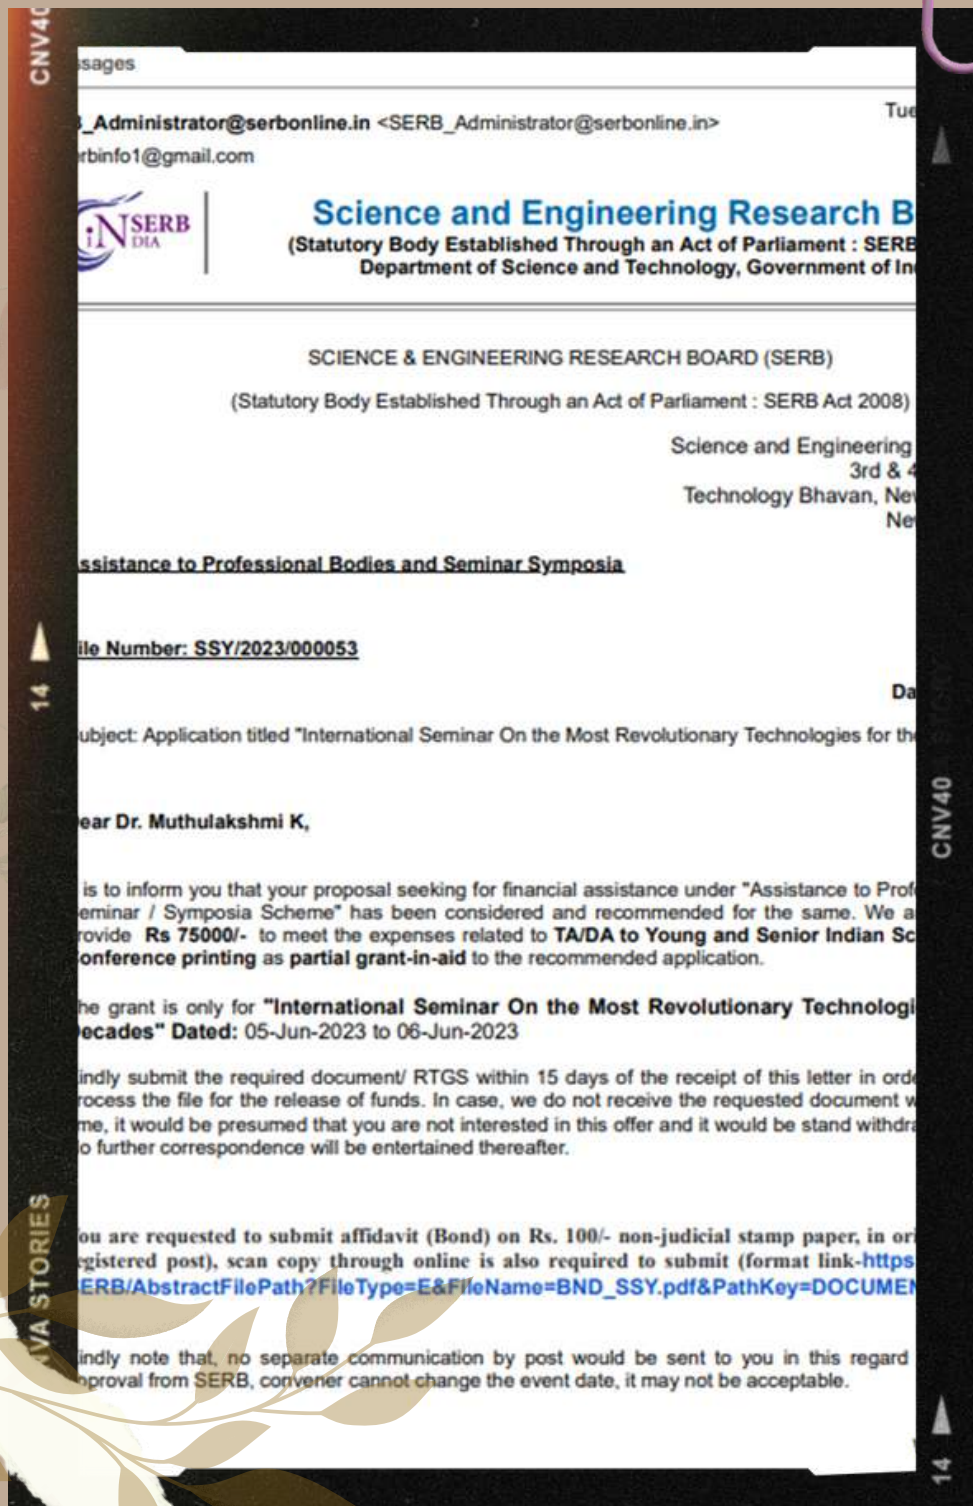 CNV40
ssages
_Administrator@serbonline.in <SERB_Administrator@serbonline.in>
Tue
rbinfo1@gmail.com
iN SERB
DIA
Science and Engineering Research B
(Statutory Body Established Through an Act of Parliament : SERB
Department of Science and Technology, Government of In
SCIENCE & ENGINEERING RESEARCH BOARD (SERB)
(Statutory Body Established Through an Act of Parliament : SERB Act 2008)
Science and Engineering
3rd & 4
Technology Bhavan, Ne
Ne
ssistance to Professional Bodies and Seminar Symposia
ile Number: SSY/2023/000053
14
Da
ubject: Application titled "International Seminar On the Most Revolutionary Technologies for th
CNV40
ear Dr. Muthulakshmi K,
is to inform you that your proposal seeking for financial assistance under "Assistance to Prof
eminar / Symposia Scheme" has been considered and recommended for the same. We a
rovide Rs 75000/- to meet the expenses related to TA/DA to Young and Senior Indian Sc
onference printing as partial grant-in-aid to the recommended application.
he grant is only for "International Seminar On the Most Revolutionary Technologi
ecades" Dated: 05-Jun-2023 to 06-Jun-2023
indly submit the required document/ RTGS within 15 days of the receipt of this letter in orde
rocess the file for the release of funds. In case, we do not receive the requested document w
me, it would be presumed that you are not interested in this offer and it would be stand withdra
o further correspondence will be entertained thereafter.
VA STORIES
ou are requested to submit affidavit (Bond) on Rs. 100/- non-judicial stamp paper, in ori
egistered post), scan copy through online is also required to submit (format link-https
ERB/AbstractFilePath?FileType=E&FileName=BND_SSY.pdf&PathKey=DOCUME
indly note that, no separate communication by post would be sent to you in this regard
pproval from SERB, convener cannot change the event date, it may not be acceptable.
14